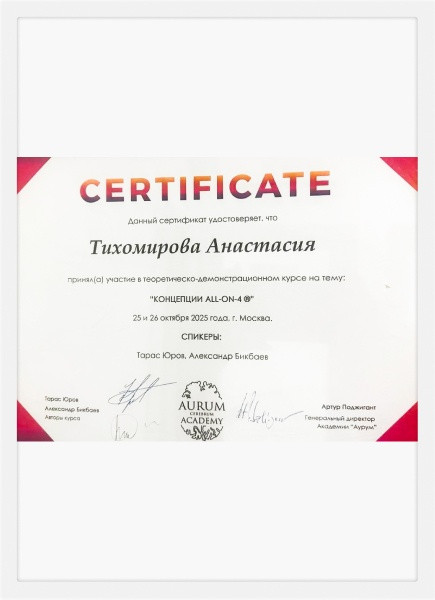 CERTIFICATE
Данный сертификат удостоверяет, что
Тихомирова Анастасия
принял(а) участие в теоретическо-демонстрационном курсе на тему:
"КОНЦЕПЦИИ ALL-ON-4 ®"
25 и 26 октября 2025 года, г. Москва.
СПИКЕРЫ:
Тарас Юров, Александр Бикбаев
Тарас Юров
Александр Бикбаев
Авторы курса
AURUM
CEREBRUM
ACADEMY
Артур Поджигант
Генеральный директор
Академии "Аурум"